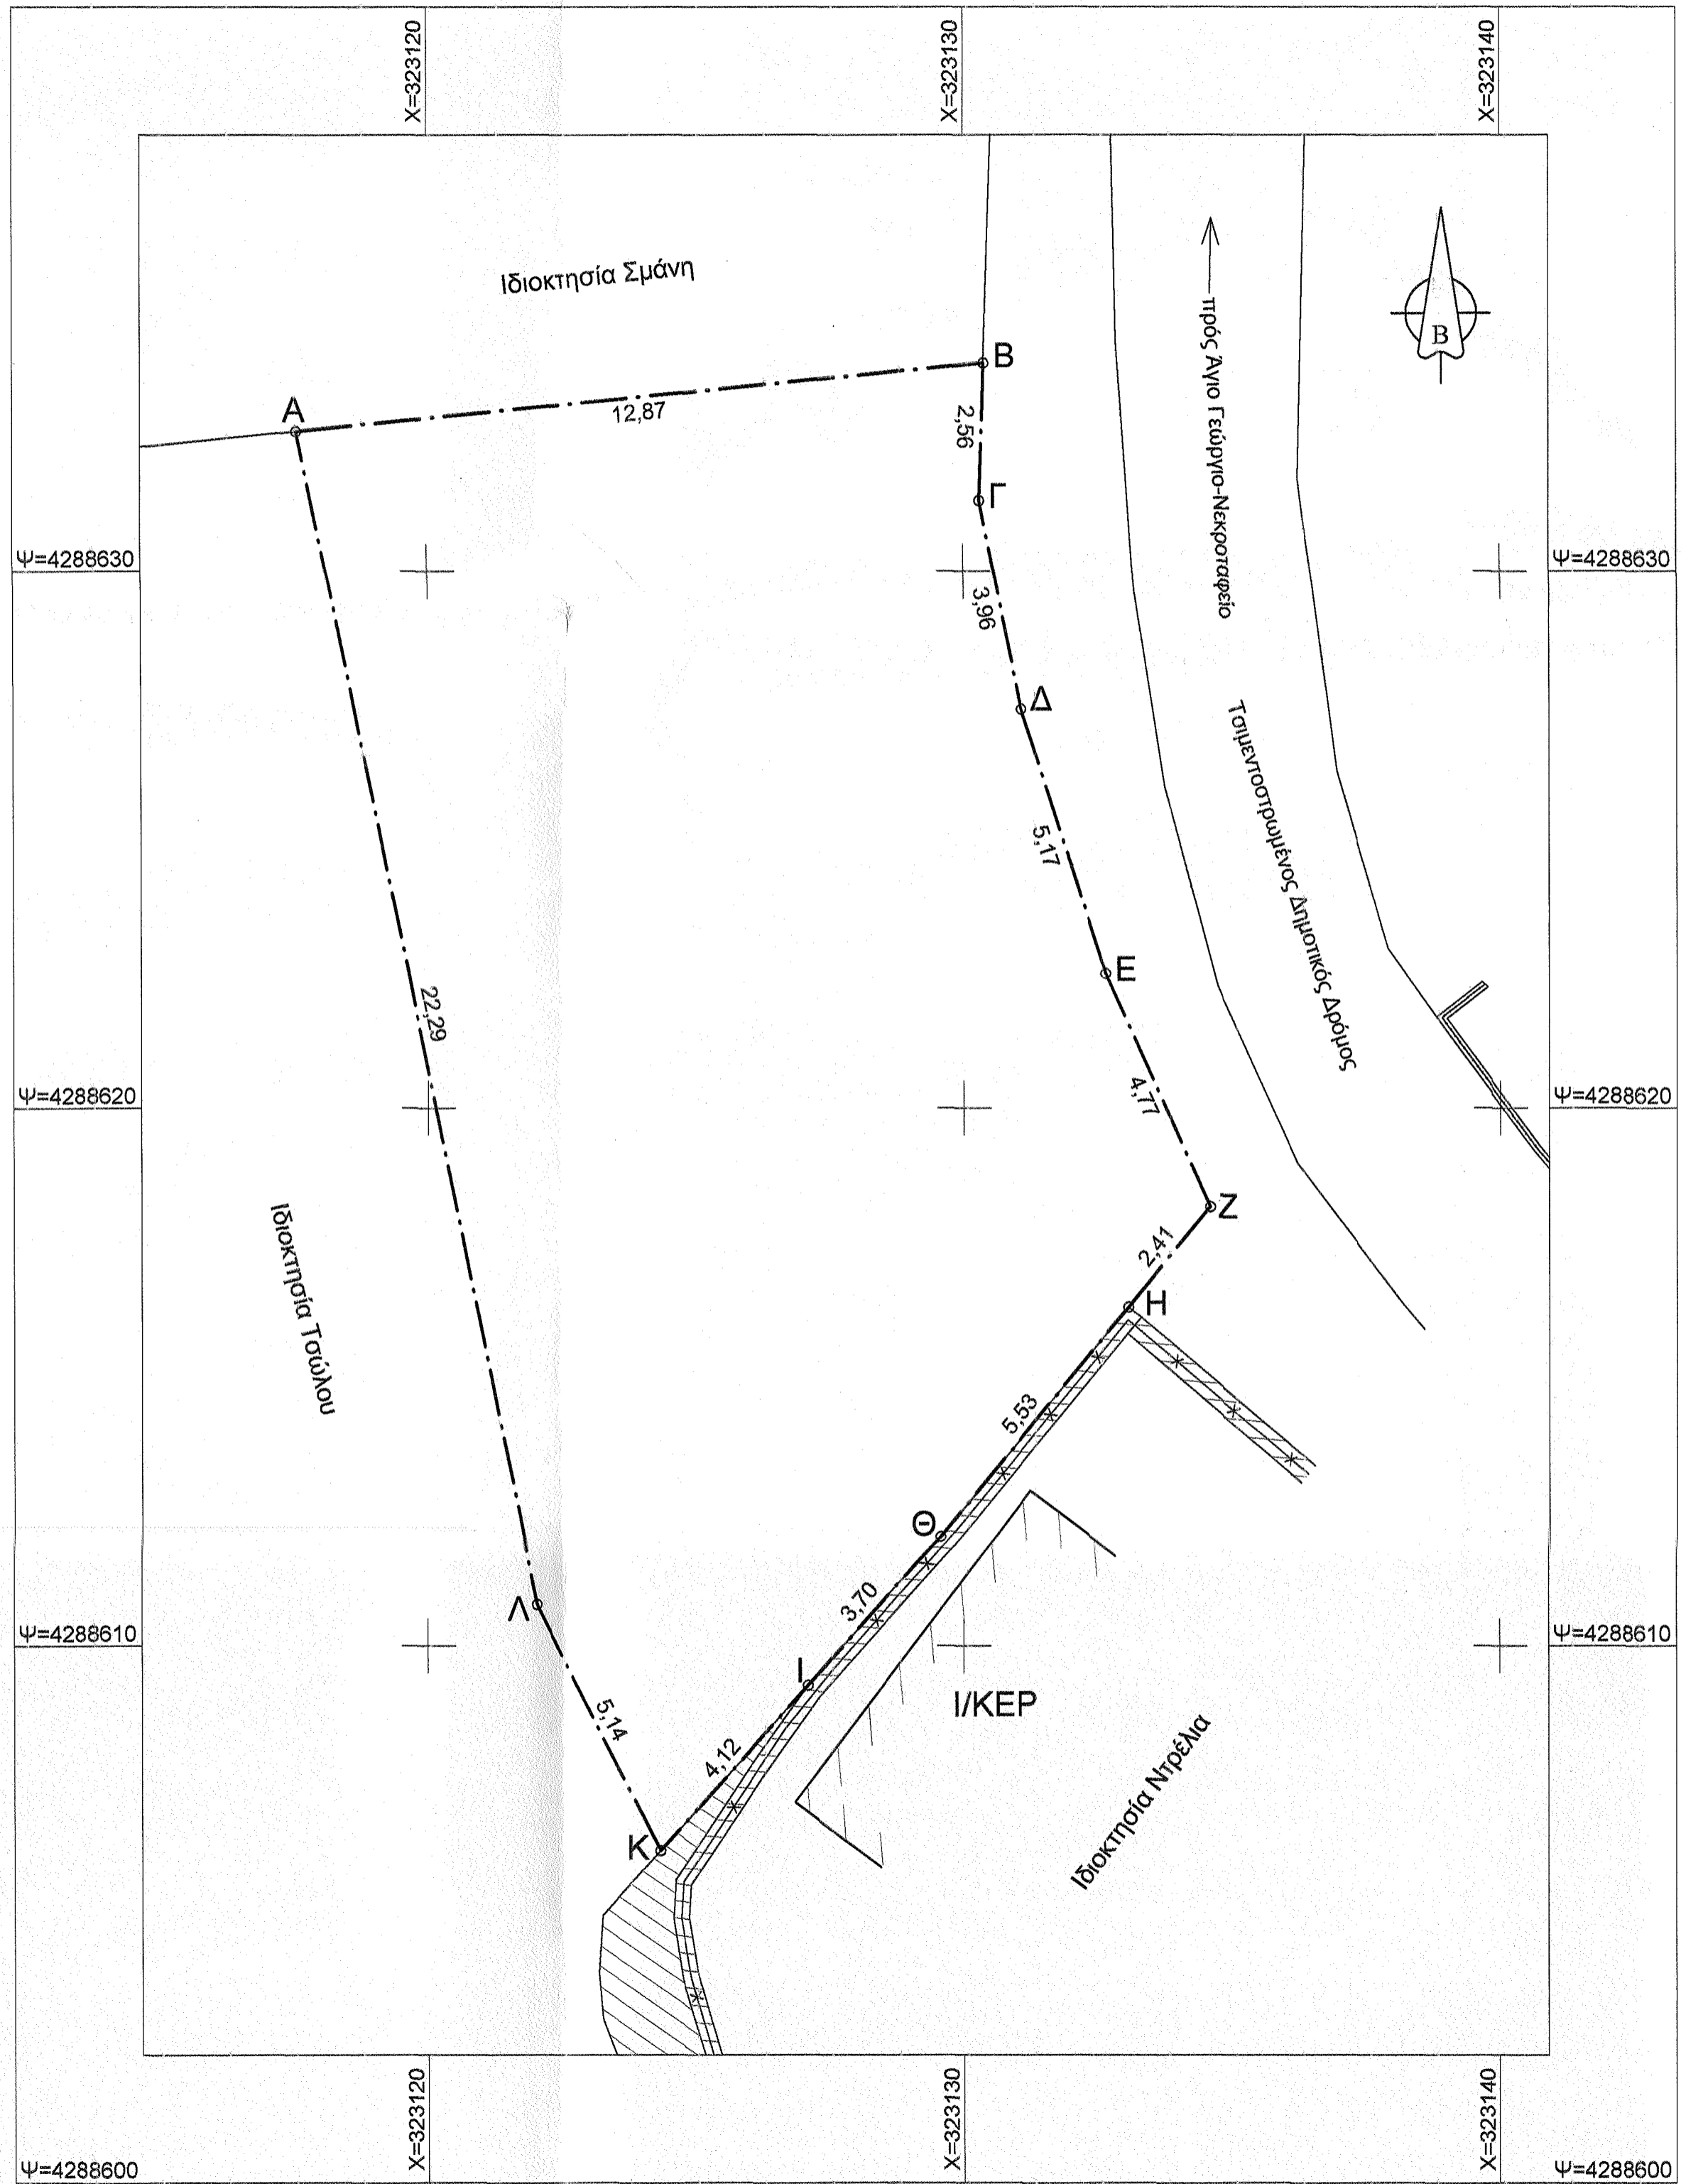 X=323120
X=323130
X=323140
Ιδιοκτησία Σμάνη
πρός Άγιο Γεώργιο-Νεκροταφείο
Β
Β
Α
12,87
2,56
Γ
Ψ=4288630
Ψ=4288630
3,96
Δ
Τσιμεντοστρωμένος Δημοτικός Δρόμος
5,17
Ε
22,29
4,77
Ψ=4288620
Ψ=4288620
Ζ
Ιδιοκτησία Τσώλου
2,41
Η
5,53
Θ
3,70
Λ
Ψ=4288610
Ψ=4288610
Ι
Ι/ΚΕΡ
5,14
4,12
Ιδιοκτησία Ντρέλια
Κ
X=323120
X=323130
X=323140
Ψ=4288600
Ψ=4288600